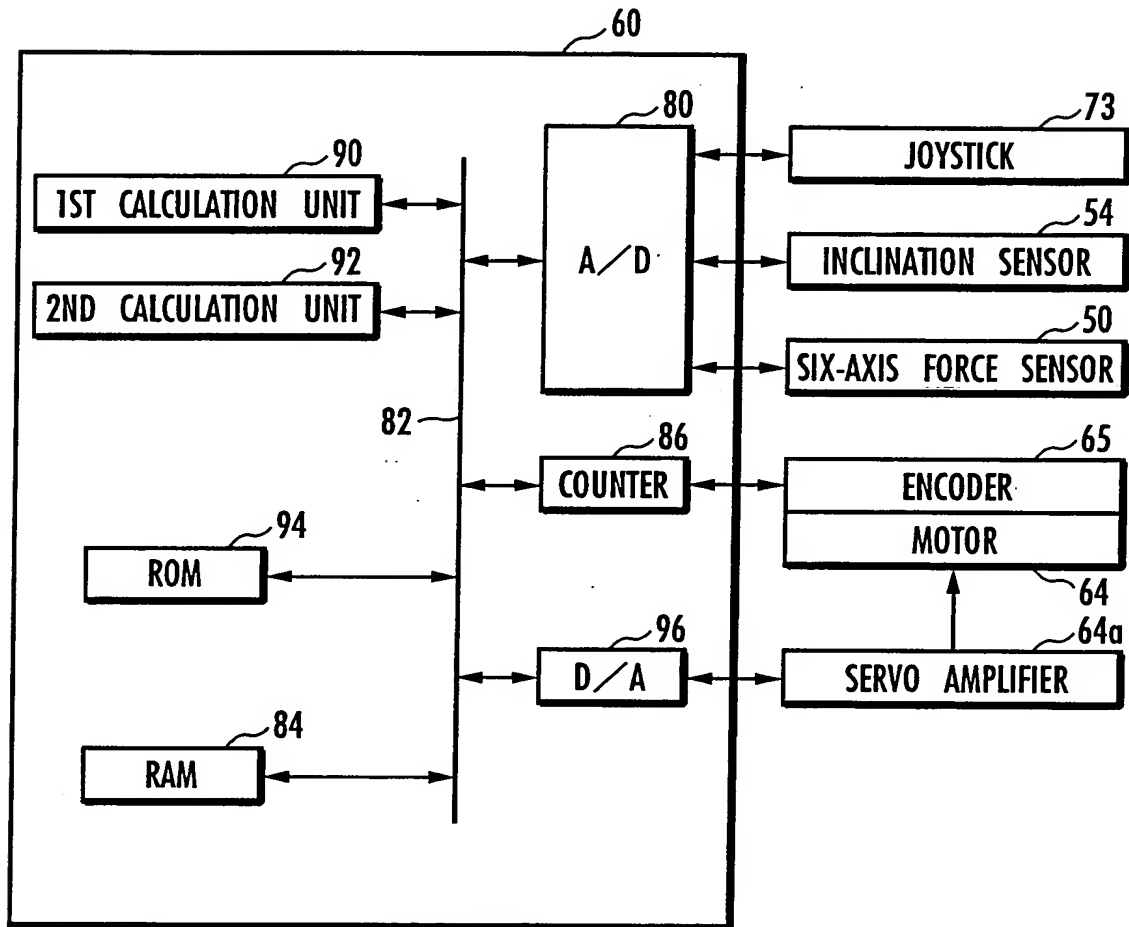 60
80
73
JOYSTICK
90
1ST CALCULATION UNIT
54
A/D
INCLINATION SENSOR
92
2ND CALCULATION UNIT
50
SIX-AXIS FORCE SENSOR
82
86
COUNTER
65
ENCODER
MOTOR
94
ROM
64
96
D/A
64a
SERVO AMPLIFIER
84
RAM